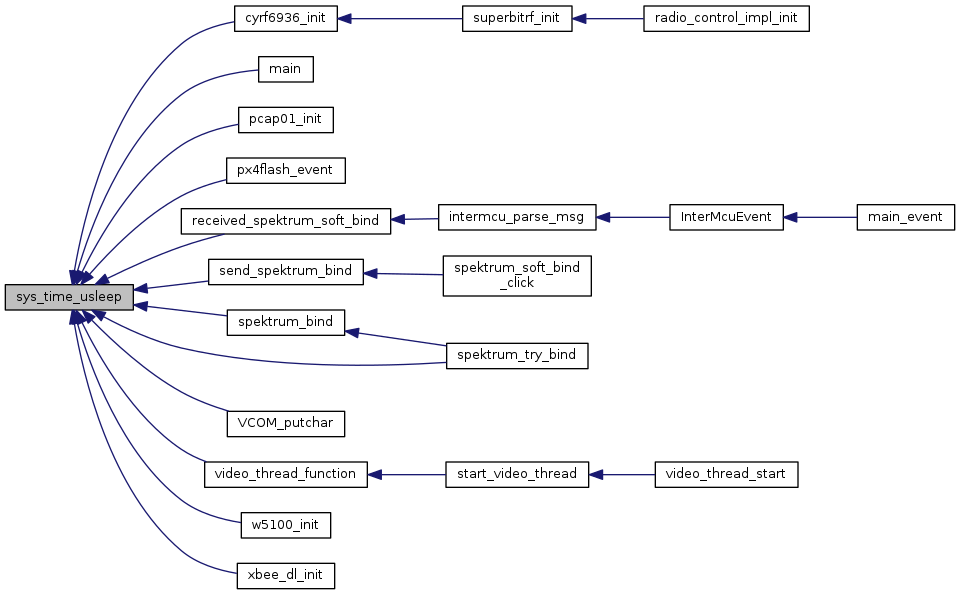 cyrf6936_init
superbitrf_init
radio_control_impl_init
main
pcap01_init
px4flash_event
received_spektrum_soft_bind
intermcu_parse_msg
InterMcuEvent
main_event
send_spektrum_bind
spektrum_soft_bind
_click
sys_time_usleep
spektrum_bind
spektrum_try_bind
VCOM_putchar
video_thread_function
start_video_thread
video_thread_start
w5100_init
xbee_dl_init